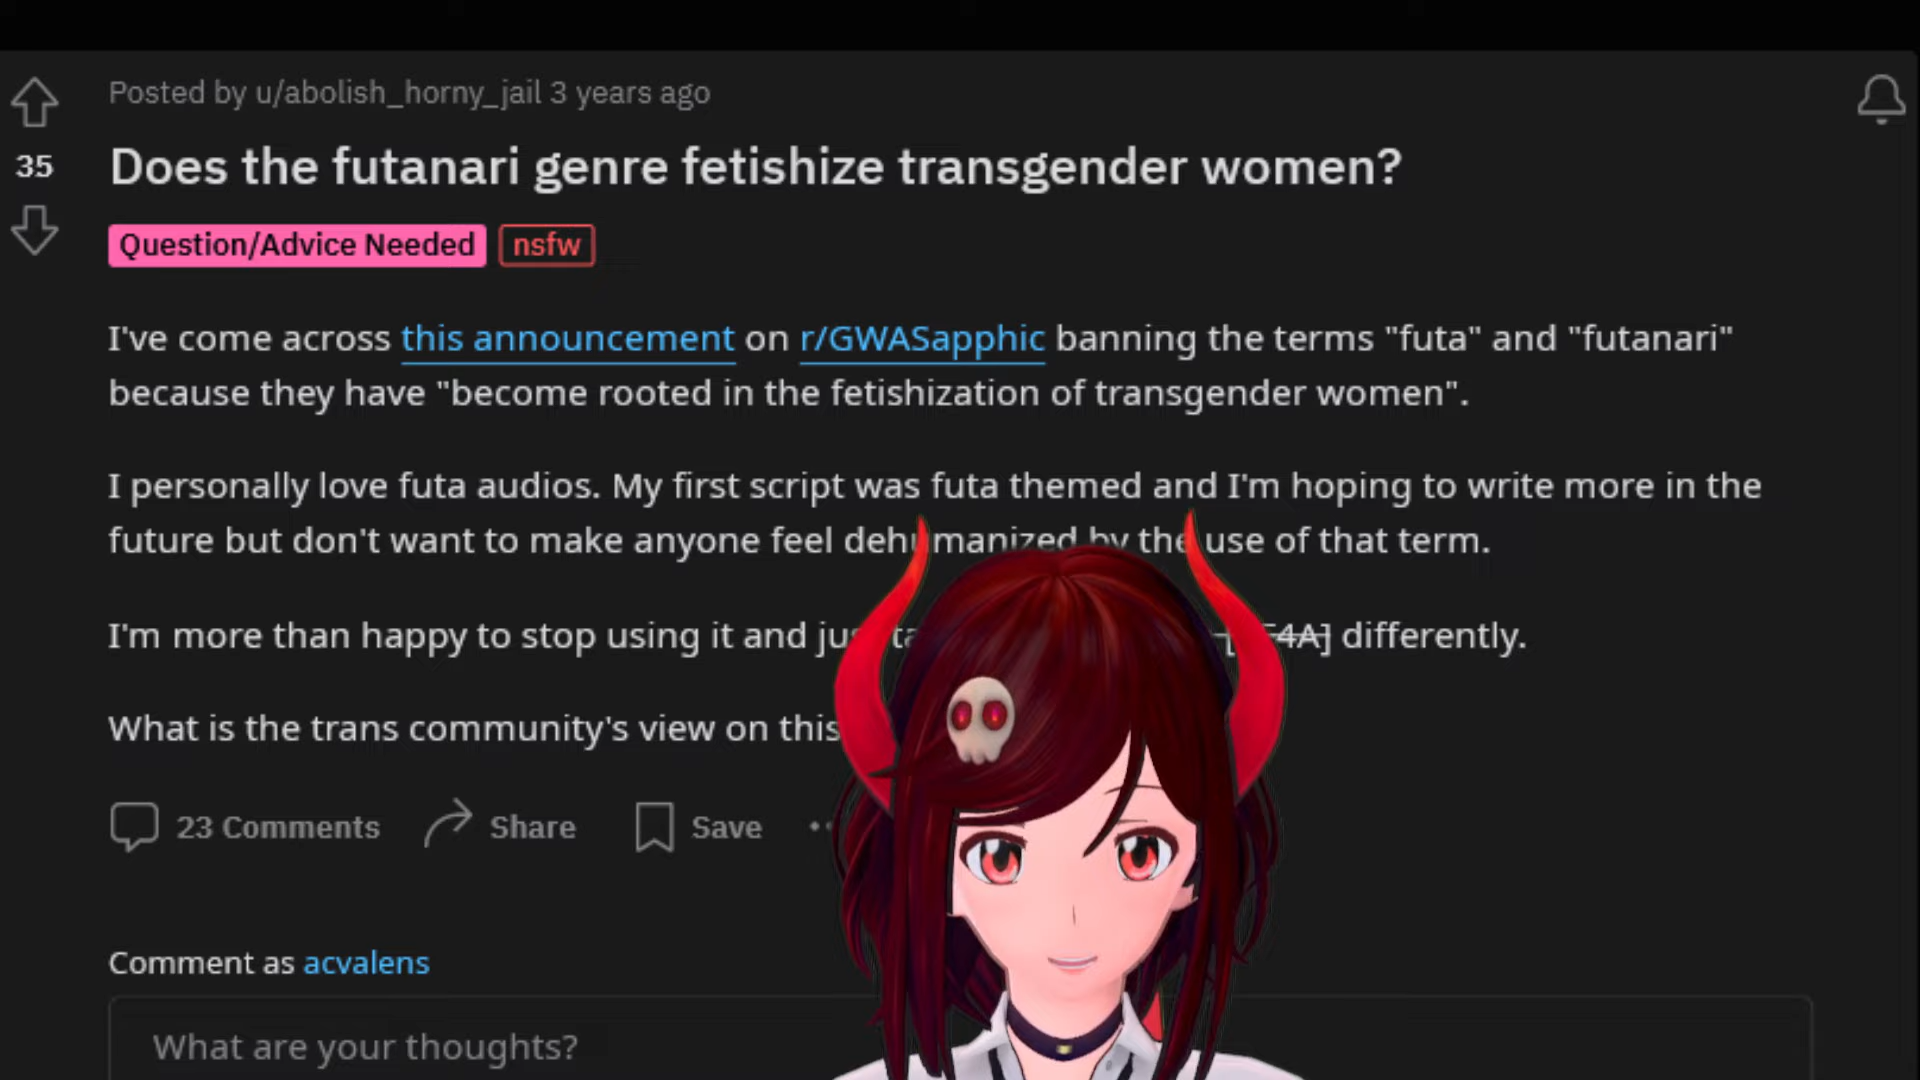 Posted by u/abolish_horny_jail 3 years ago
35
Does the futanari genre fetishize transgender women?
Question/Advice Needed nsfw
I've come across this announcement on r/GWASapphic banning the terms "futa" and "futanari"
because they have "become rooted in the fetishization of transgender women".
I personally love futa audios. My first script was futa themed and I'm hoping to write more in the
future but don't want to make anyone feel dehumanized by the use of that term.
I'm more than happy to stop using it and differently.
What is the trans community's view on this
23 Comments Share Save
Comment as acvalens
What are your thoughts?